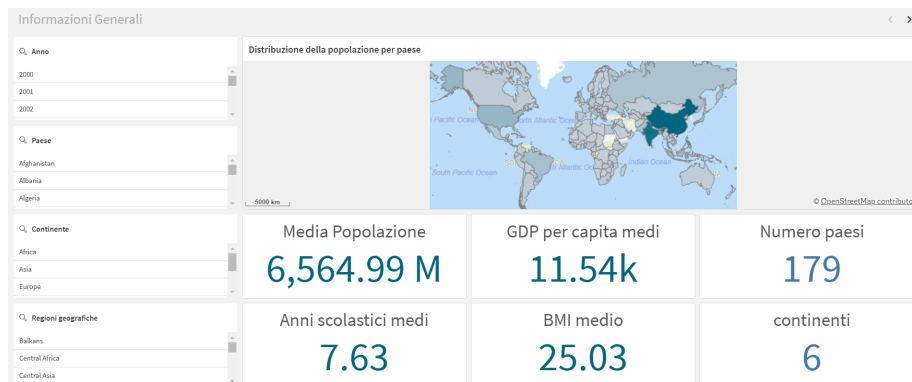 Informazioni Generali
Anno
2000
2001
2002
Paese
Afghanistan
Albania
Algeria
Continente
Africa
Asia
Europe
Regioni geografiche
Balkans
Central Africa
Central Asia
Distribuzione della popolazione per paese
Pacific Ocean
North Atlantic Ocean
South Pacific Ocean
Indian Ocean
5000 km
© OpenStreetMap contributo
Media Popolazione
6,564.99 M
GDP per capita medi
11.54k
Numero paesi
179
Anni scolastici medi
7.63
BMI medio
25.03
continenti
6